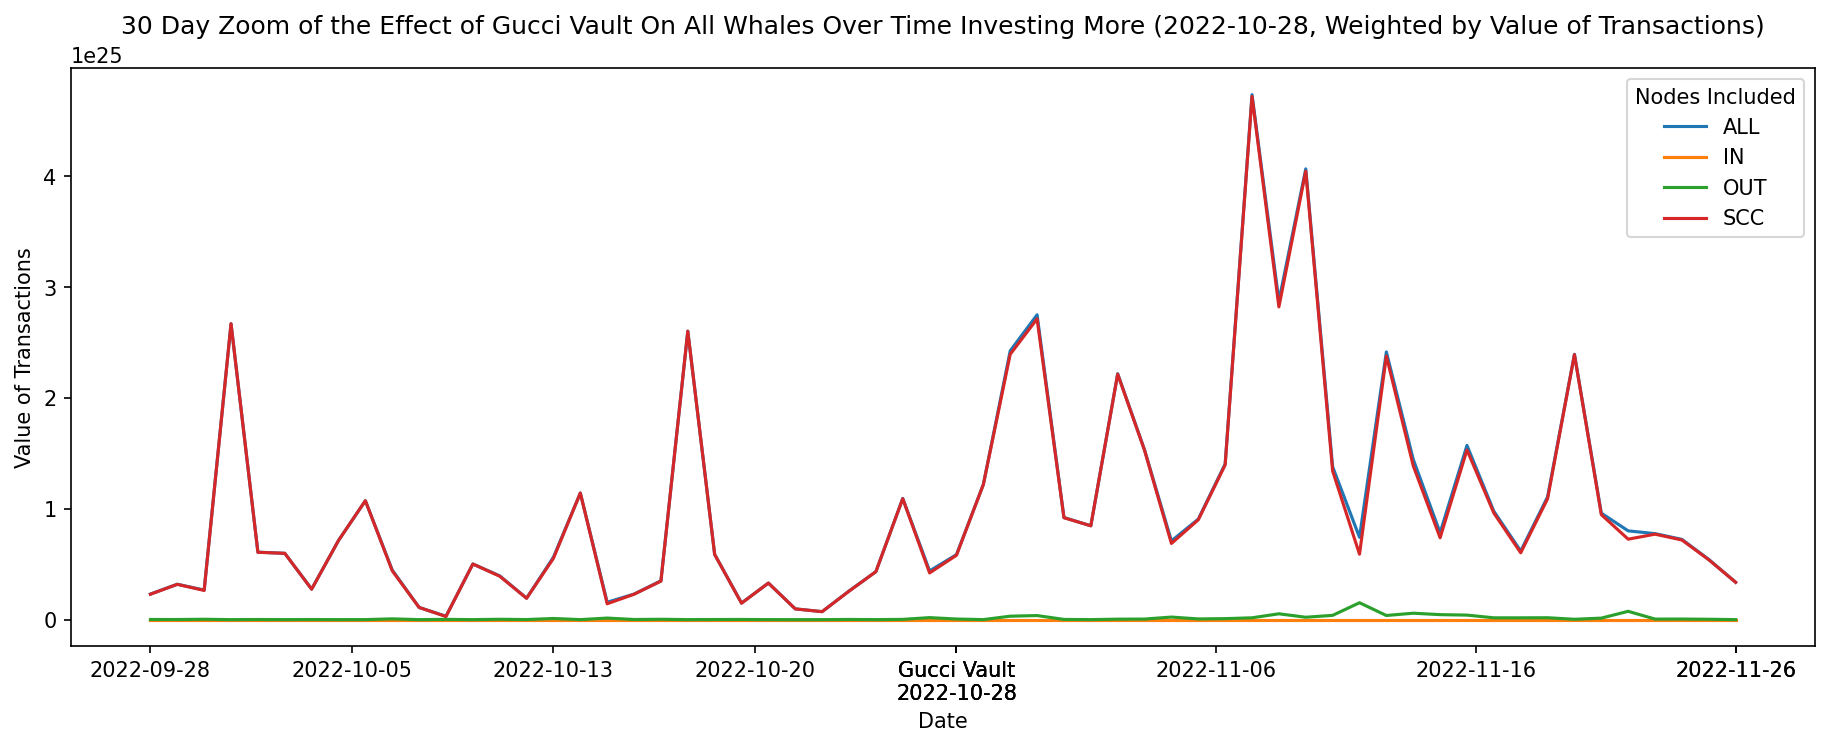 30 Day Zoom of the Effect of Gucci Vault On All Whales Over Time Investing More (2022-10-28, Weighted by Value of Transactions)
1e25
Nodes Included
ALL
IN
OUT
SCC
4
3
2
1
0
Value of Transactions
2022-09-28
2022-10-05
2022-10-13
2022-10-20
Gucci Vault
2022-10-28
2022-11-06
2022-11-16
2022-11-26
Date